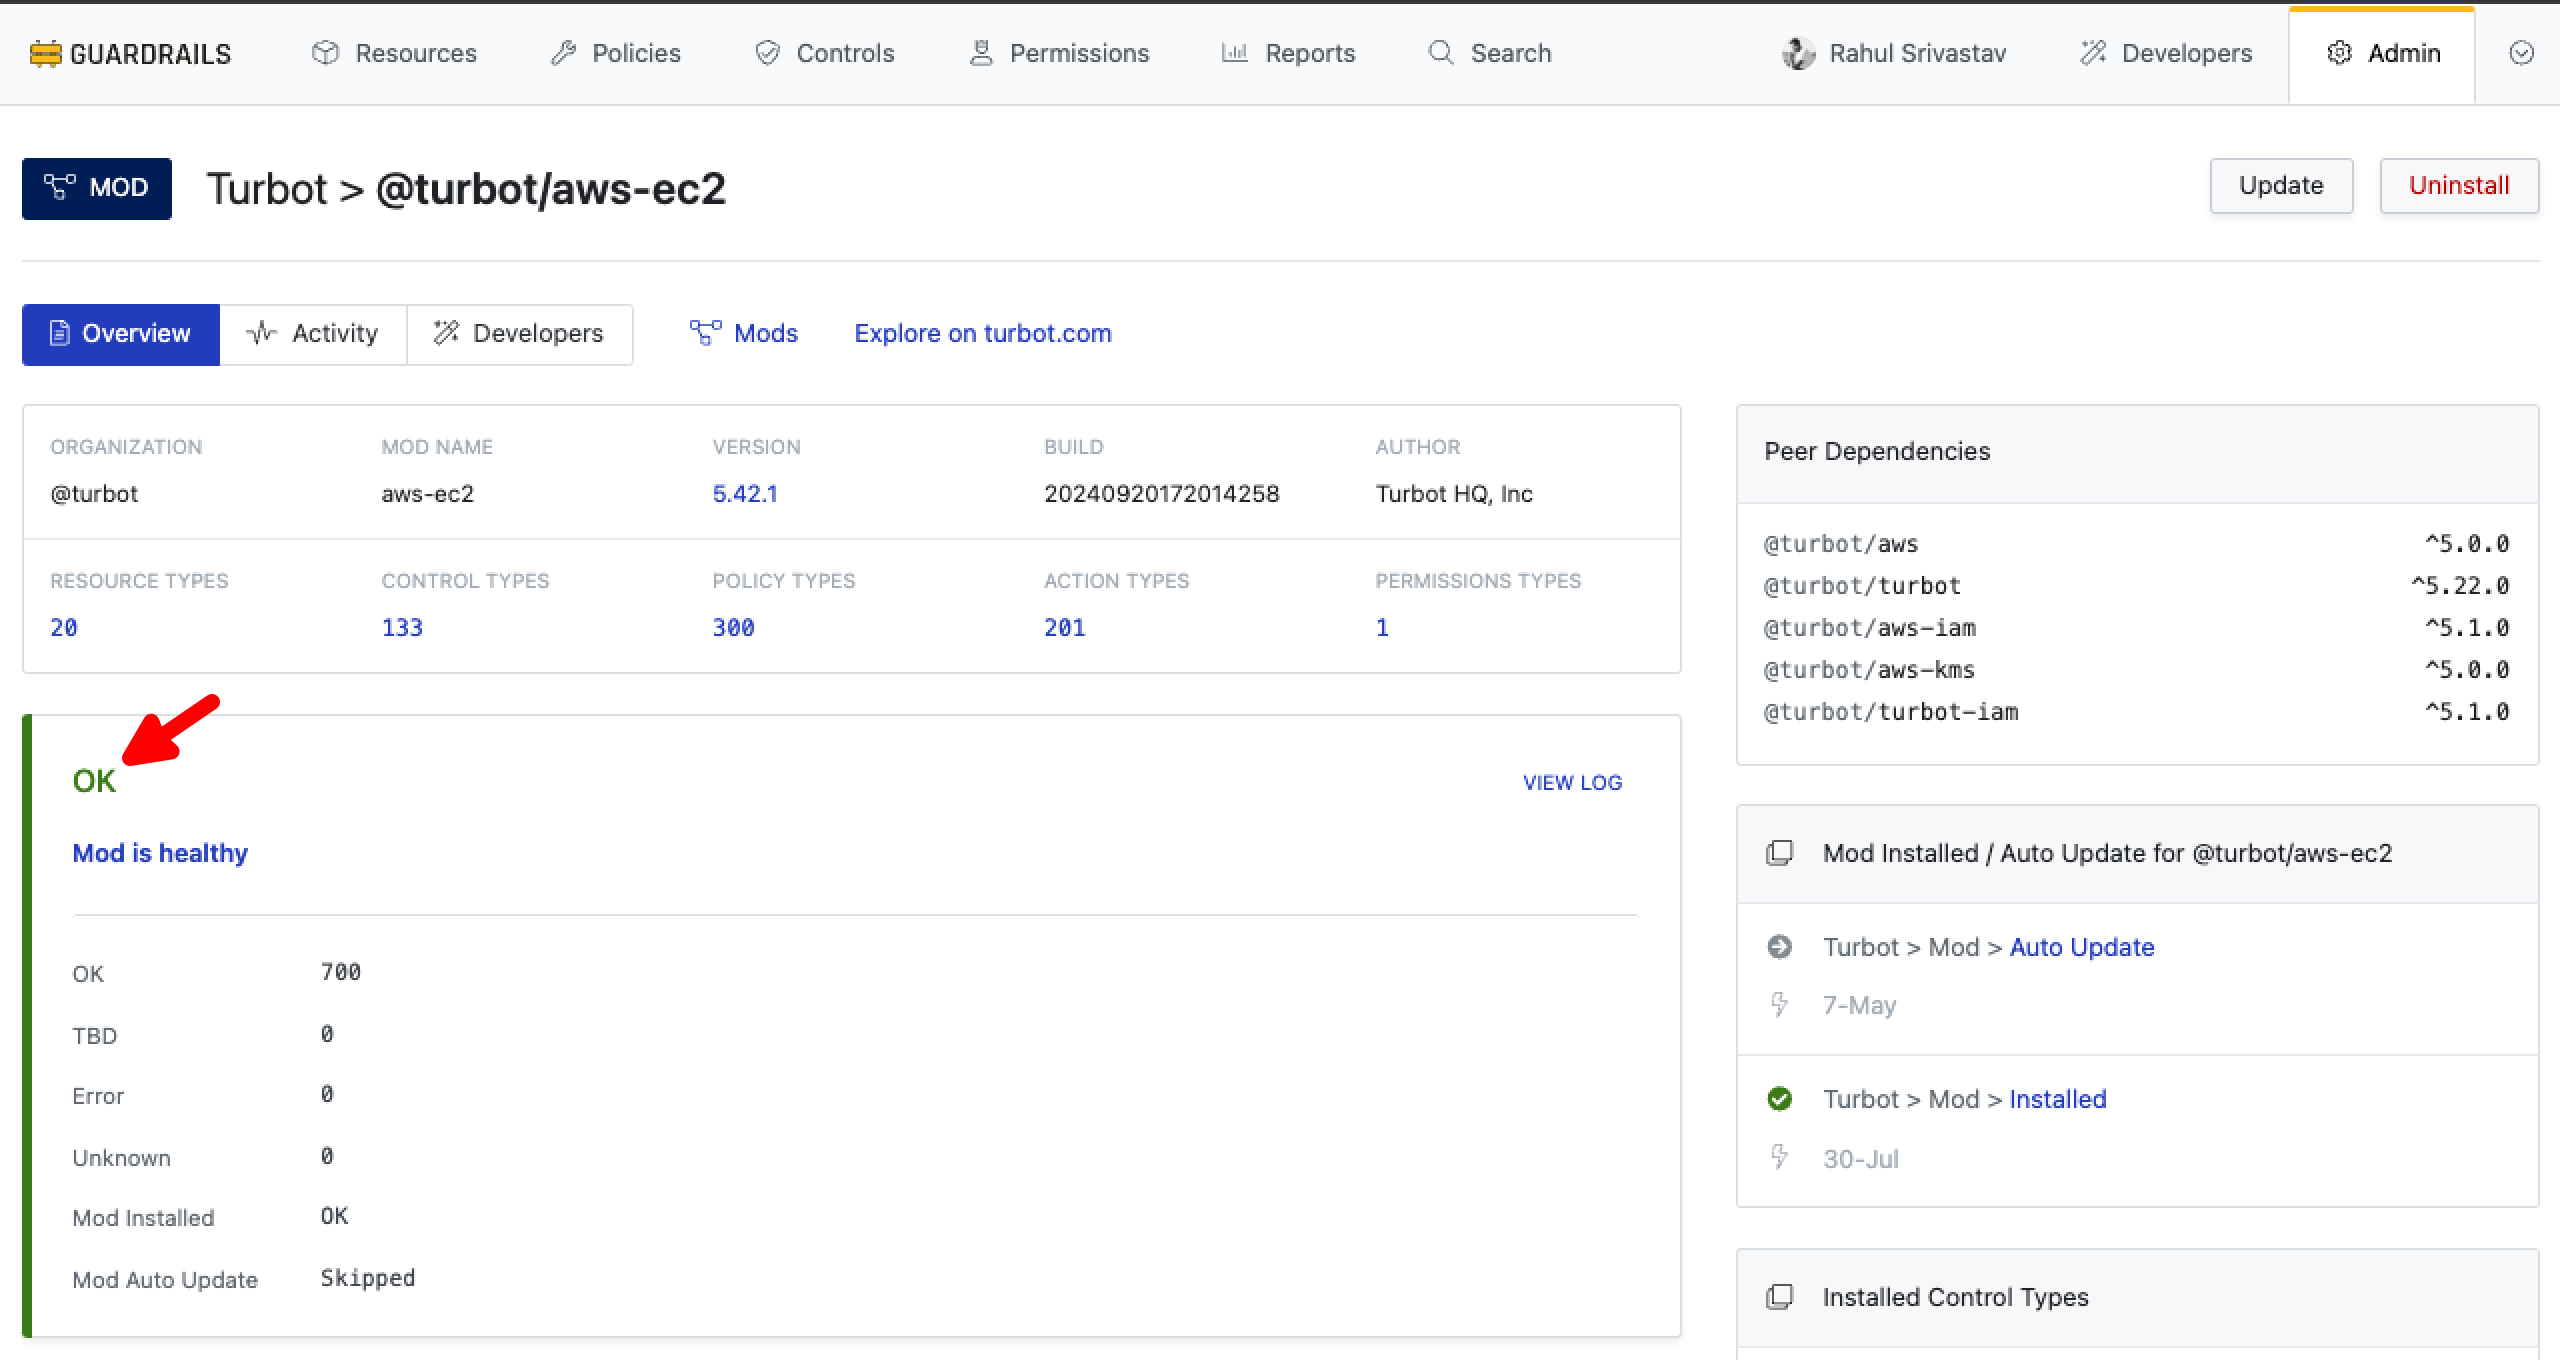 GUARDRAILS Resources Policies Controls Permissions Reports Search Rahul Srivastav Developers Admin
MOD Turbot > @turbot/aws-ec2 Update Uninstall
Overview Activity Developers Mods Explore on turbot.com
ORGANIZATION MOD NAME VERSION BUILD AUTHOR
@turbot aws-ec2 5.42.1 20240920172014258 Turbot HQ, Inc
RESOURCE TYPES CONTROL TYPES POLICY TYPES ACTION TYPES PERMISSIONS TYPES
20 133 300 201 1
OK VIEW LOG
Mod is healthy
OK 700
TBD 0
Error 0
Unknown 0
Mod Installed OK
Mod Auto Update Skipped
Peer Dependencies
@turbot/aws ^5.0.0
@turbot/turbot ^5.22.0
@turbot/aws-iam ^5.1.0
@turbot/aws-kms ^5.0.0
@turbot/turbot-iam ^5.1.0
Mod Installed / Auto Update for @turbot/aws-ec2
Turbot > Mod > Auto Update
7-May
Turbot > Mod > Installed
30-Jul
Installed Control Types